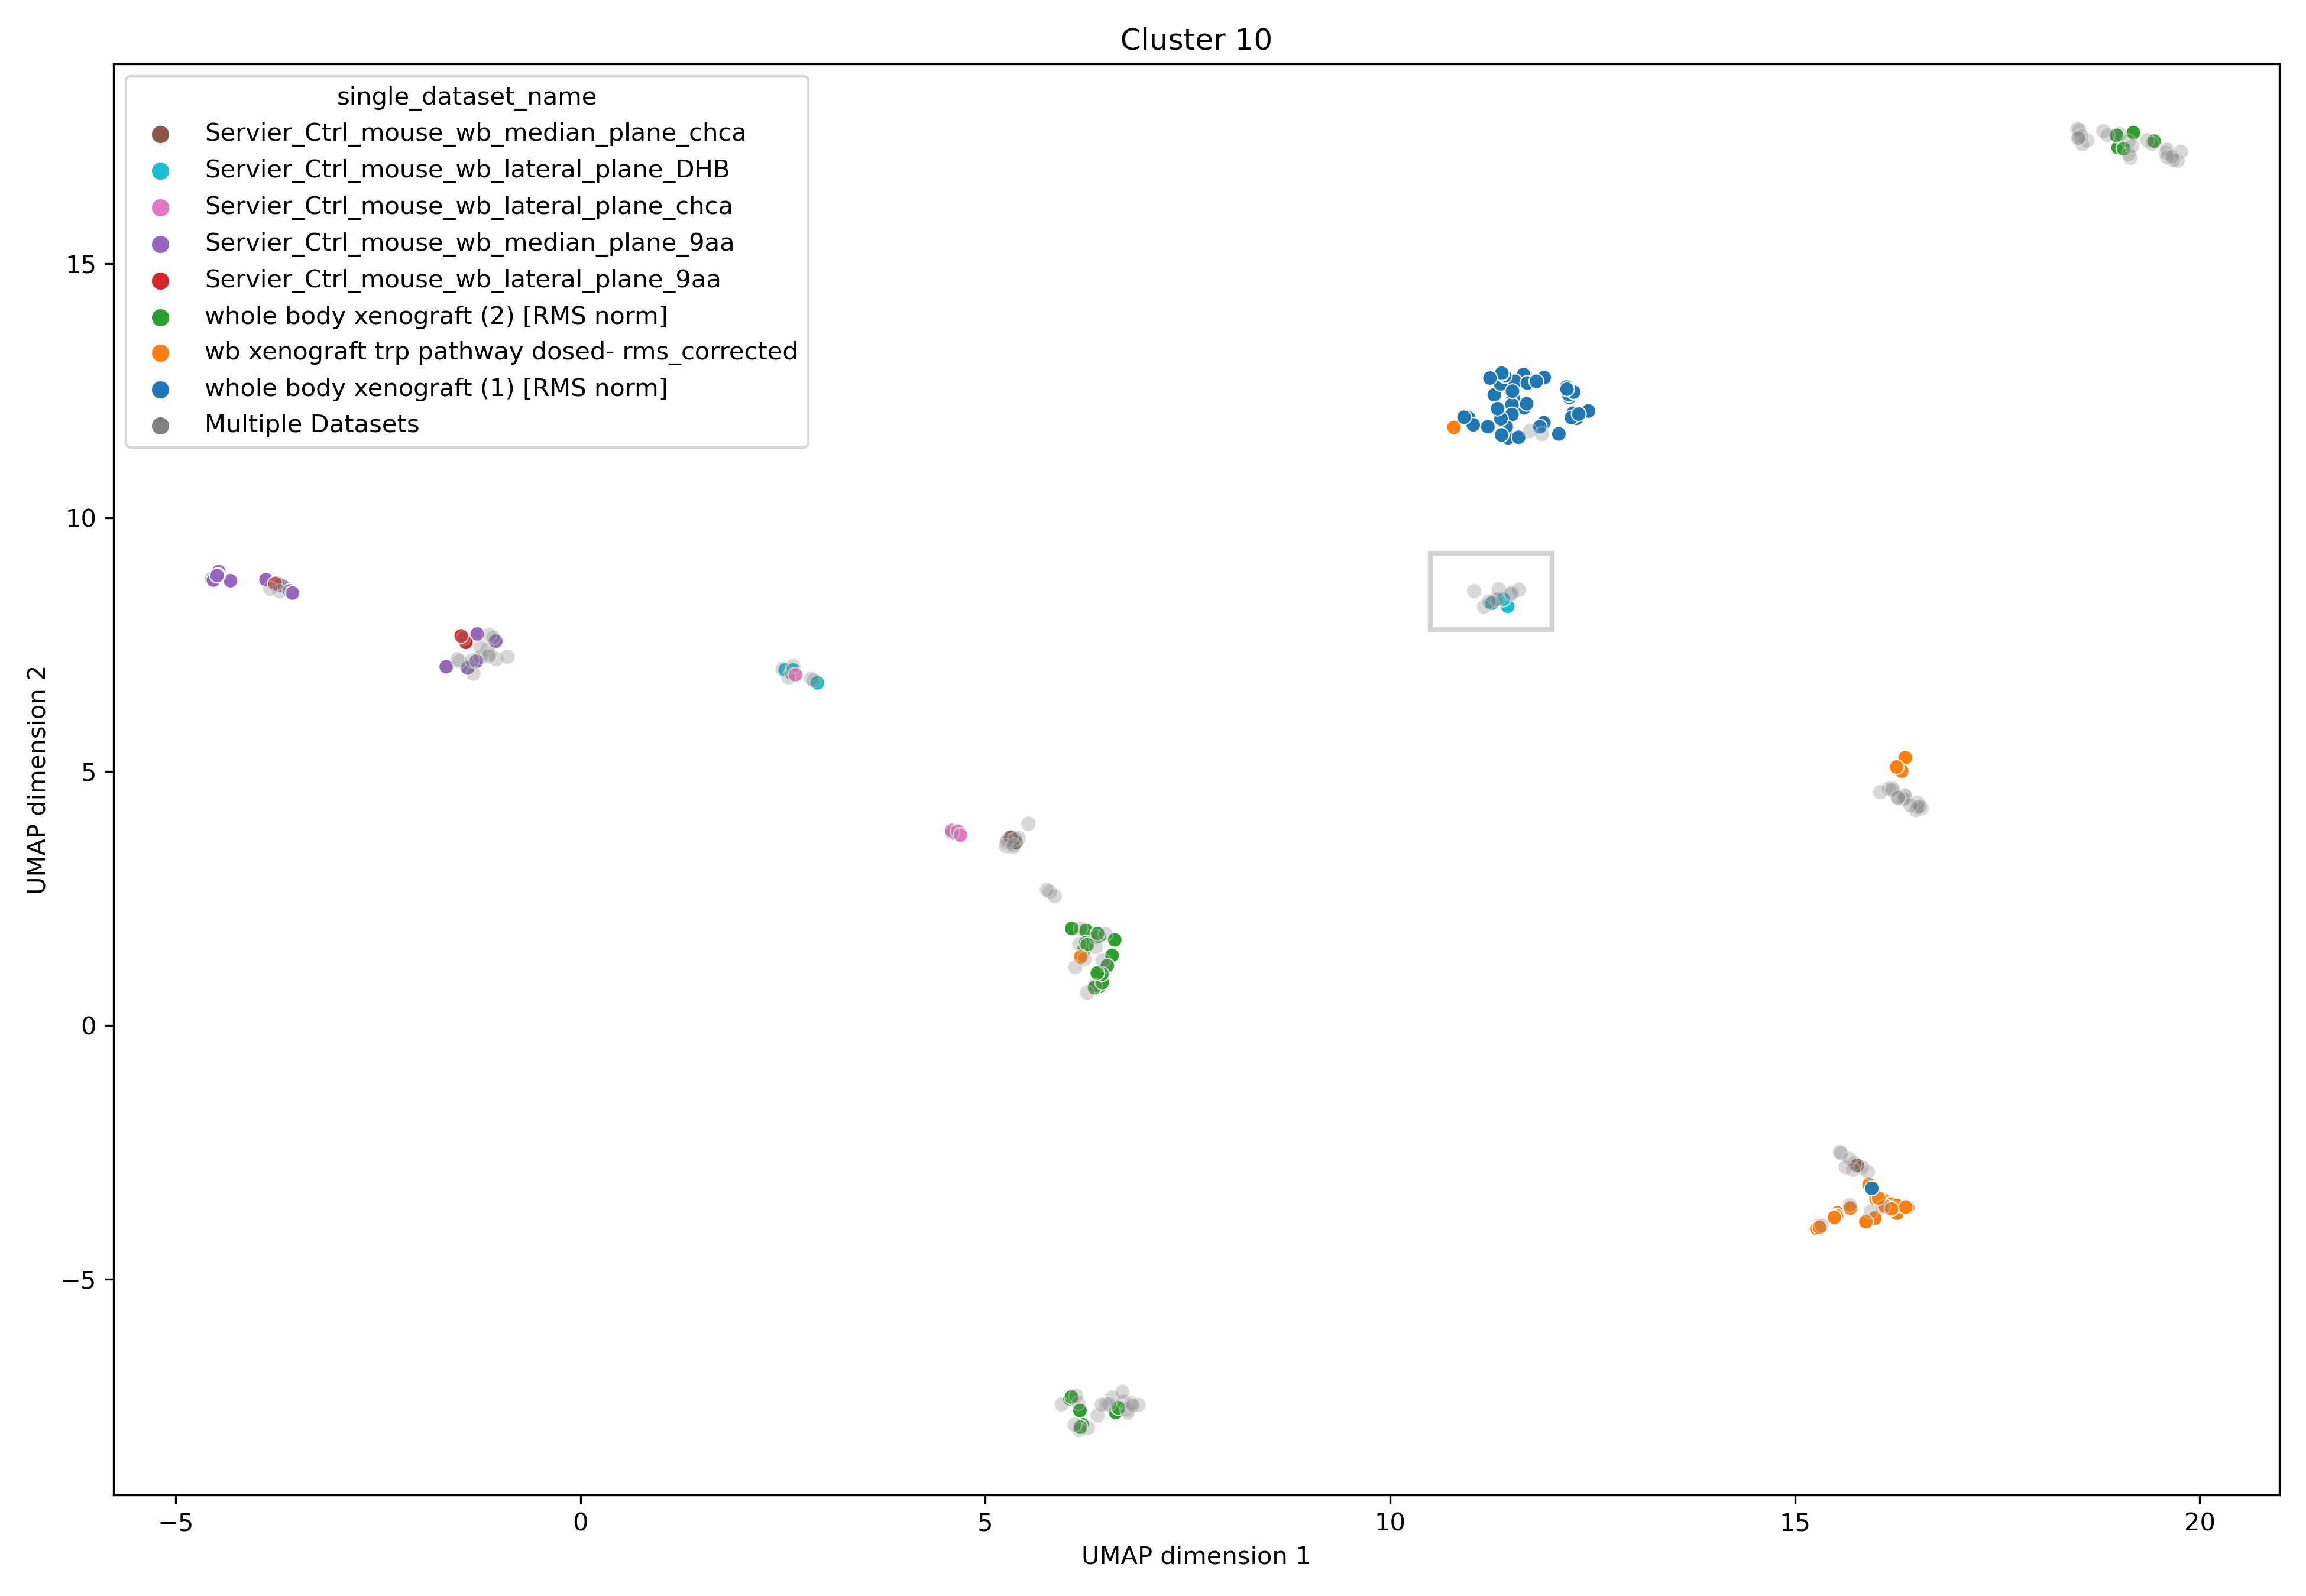 Cluster 10
single_dataset_name
Servier_Ctrl_mouse_wb_median_plane_chca
Servier_Ctrl_mouse_wb_lateral_plane_DHB
Servier_Ctrl_mouse_wb_lateral_plane_chca
Servier_Ctrl_mouse_wb_median_plane_9aa
Servier_Ctrl_mouse_wb_lateral_plane_9aa
whole body xenograft (2) [RMS norm]
wb xenograft trp pathway dosed- rms_corrected
whole body xenograft (1) [RMS norm]
Multiple Datasets
15
10
5
0
−5
UMAP dimension 2
−5 0 5 10 15 20
UMAP dimension 1